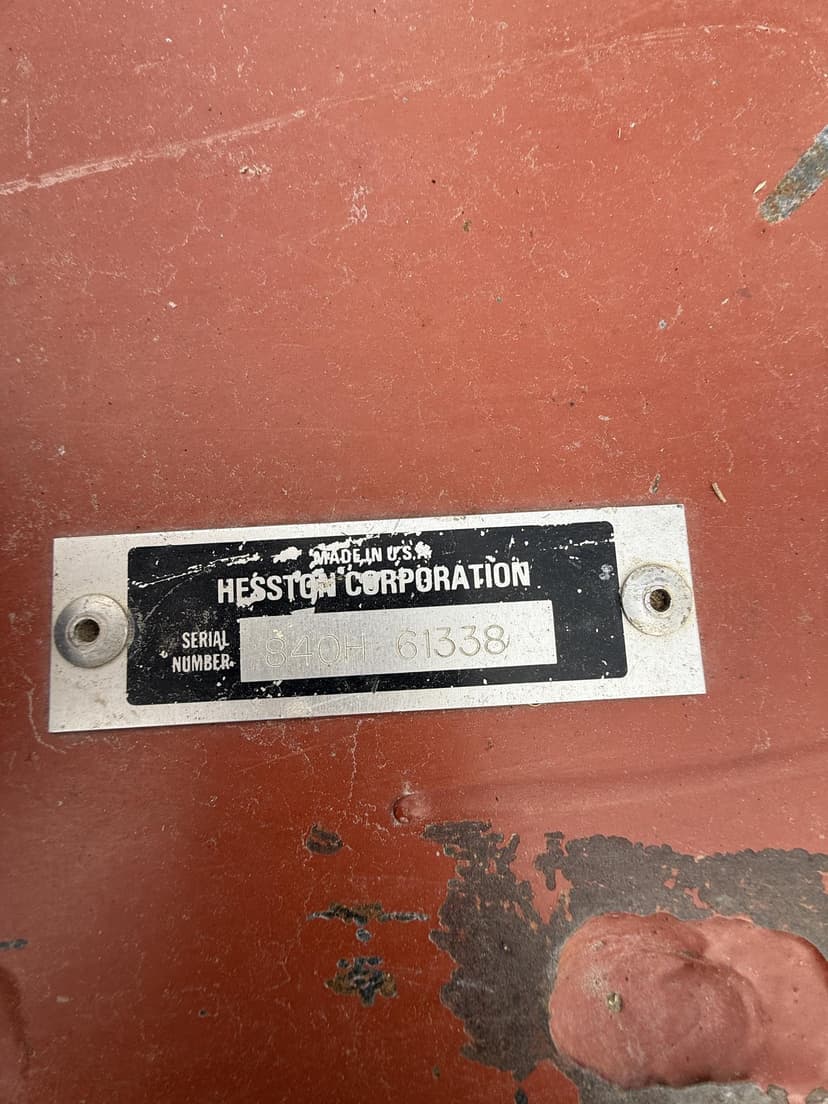 MADE IN U.S.A.
HESSTON CORPORATION
SERIAL
NUMBER
840H 61338